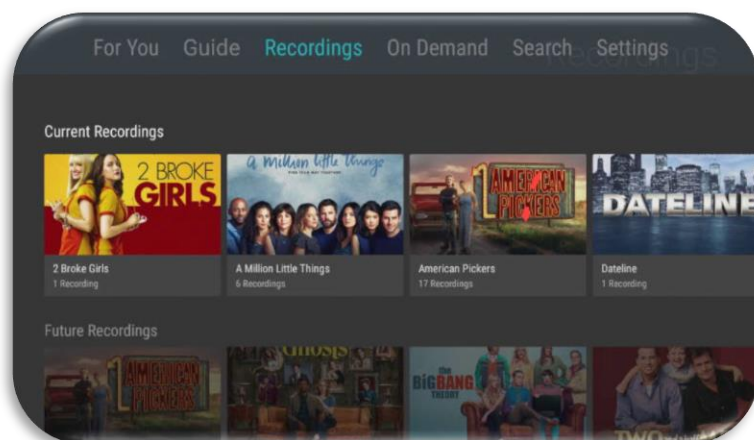 For You Guide Recordings On Demand Search Settings
Recordings
Current Recordings
2 BROKE
GIRLS
a million little things
AMERICAN
PICKERS
DATELINE
2 Broke Girls
1 Recording
A Million Little Things
6 Recordings
American Pickers
17 Recordings
Dateline
1 Recording
Future Recordings
AMERICAN
PICKERS
GHOSTS
the
BiG BANG
THEORY
TWO